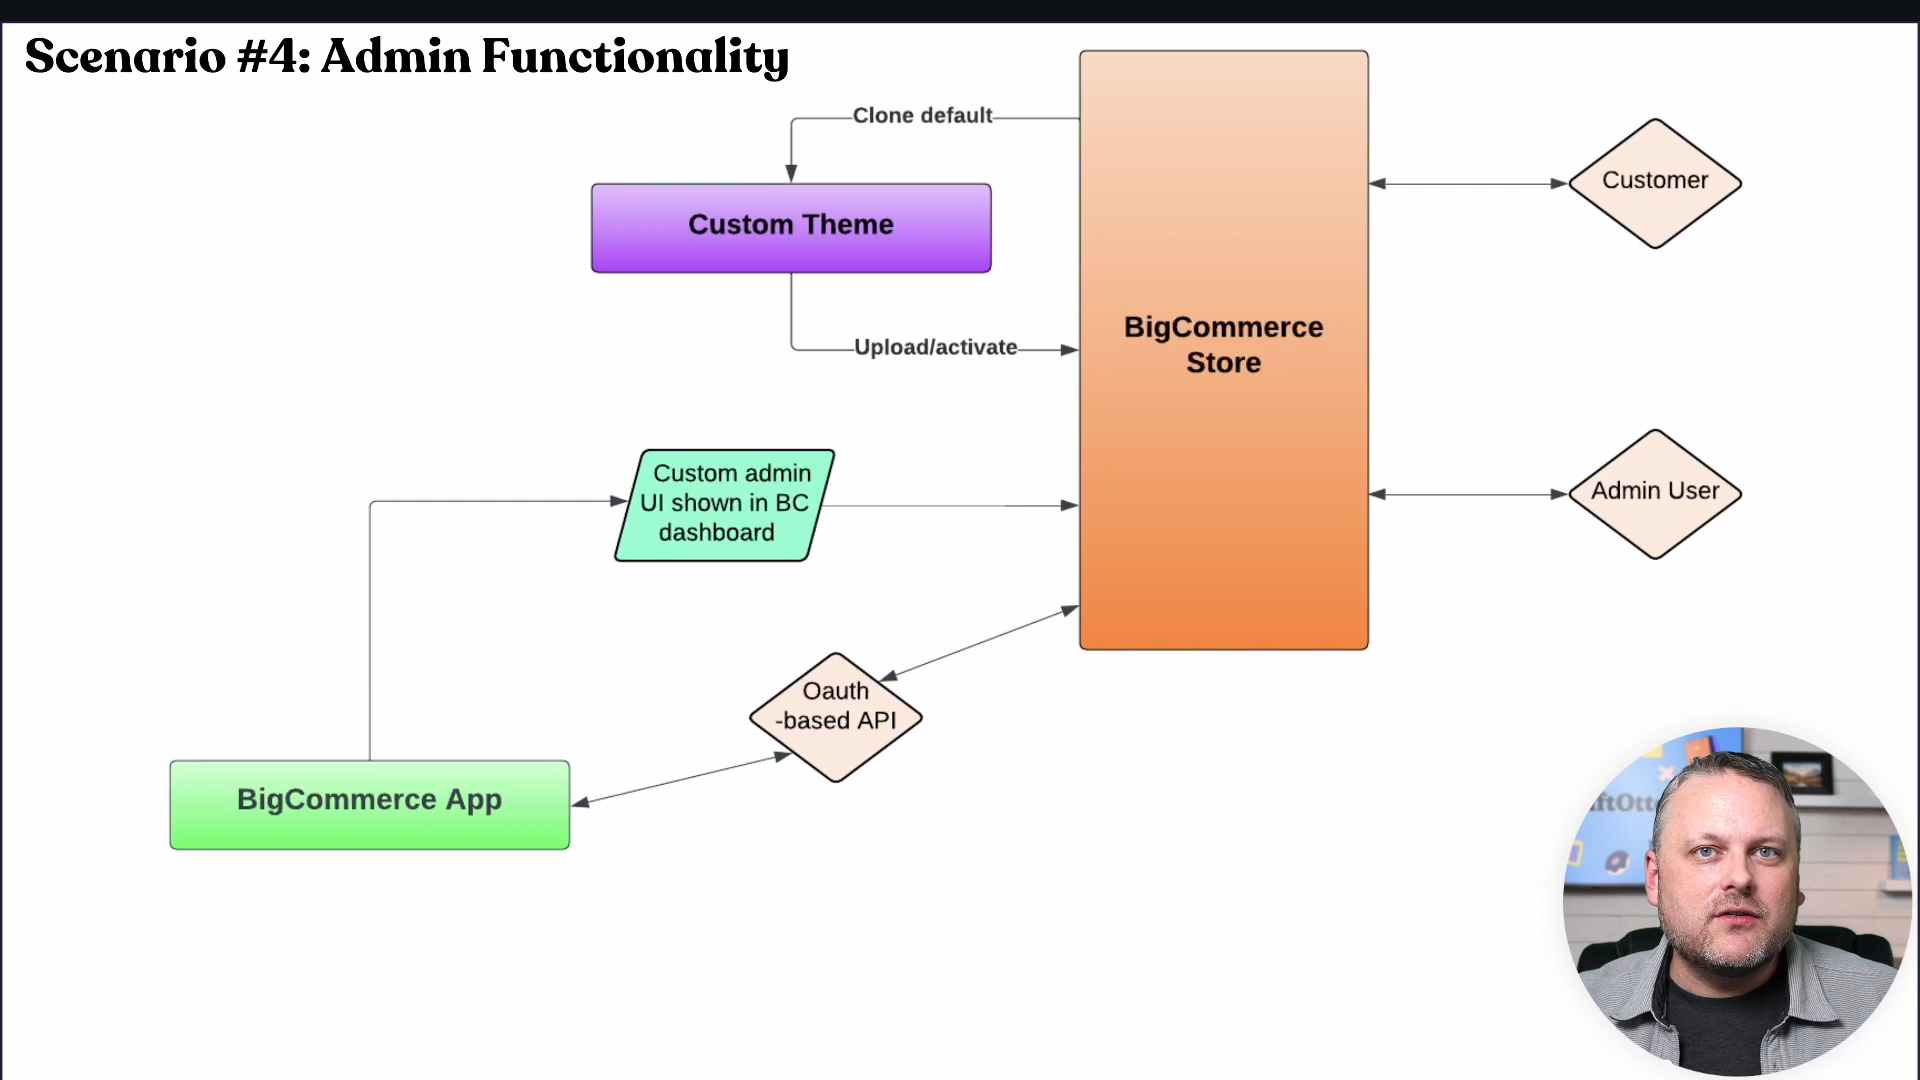 Scenario #4: Admin Functionality
Clone default
Custom Theme
Customer
BigCommerce
Store
Upload/activate
Custom admin
UI shown in BC
dashboard
Admin User
Oauth
-based API
BigCommerce App